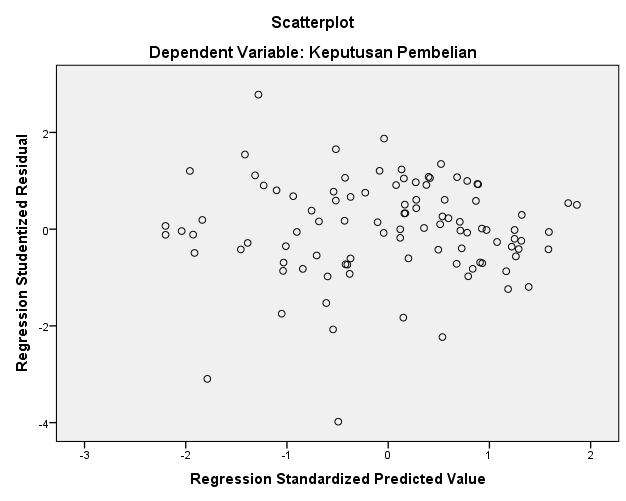 Scatterplot
Dependent Variable: Keputusan Pembelian
Regression Studentized Residual
2
0
-2
-4
-3
-2
-1
0
1
2
Regression Standardized Predicted Value